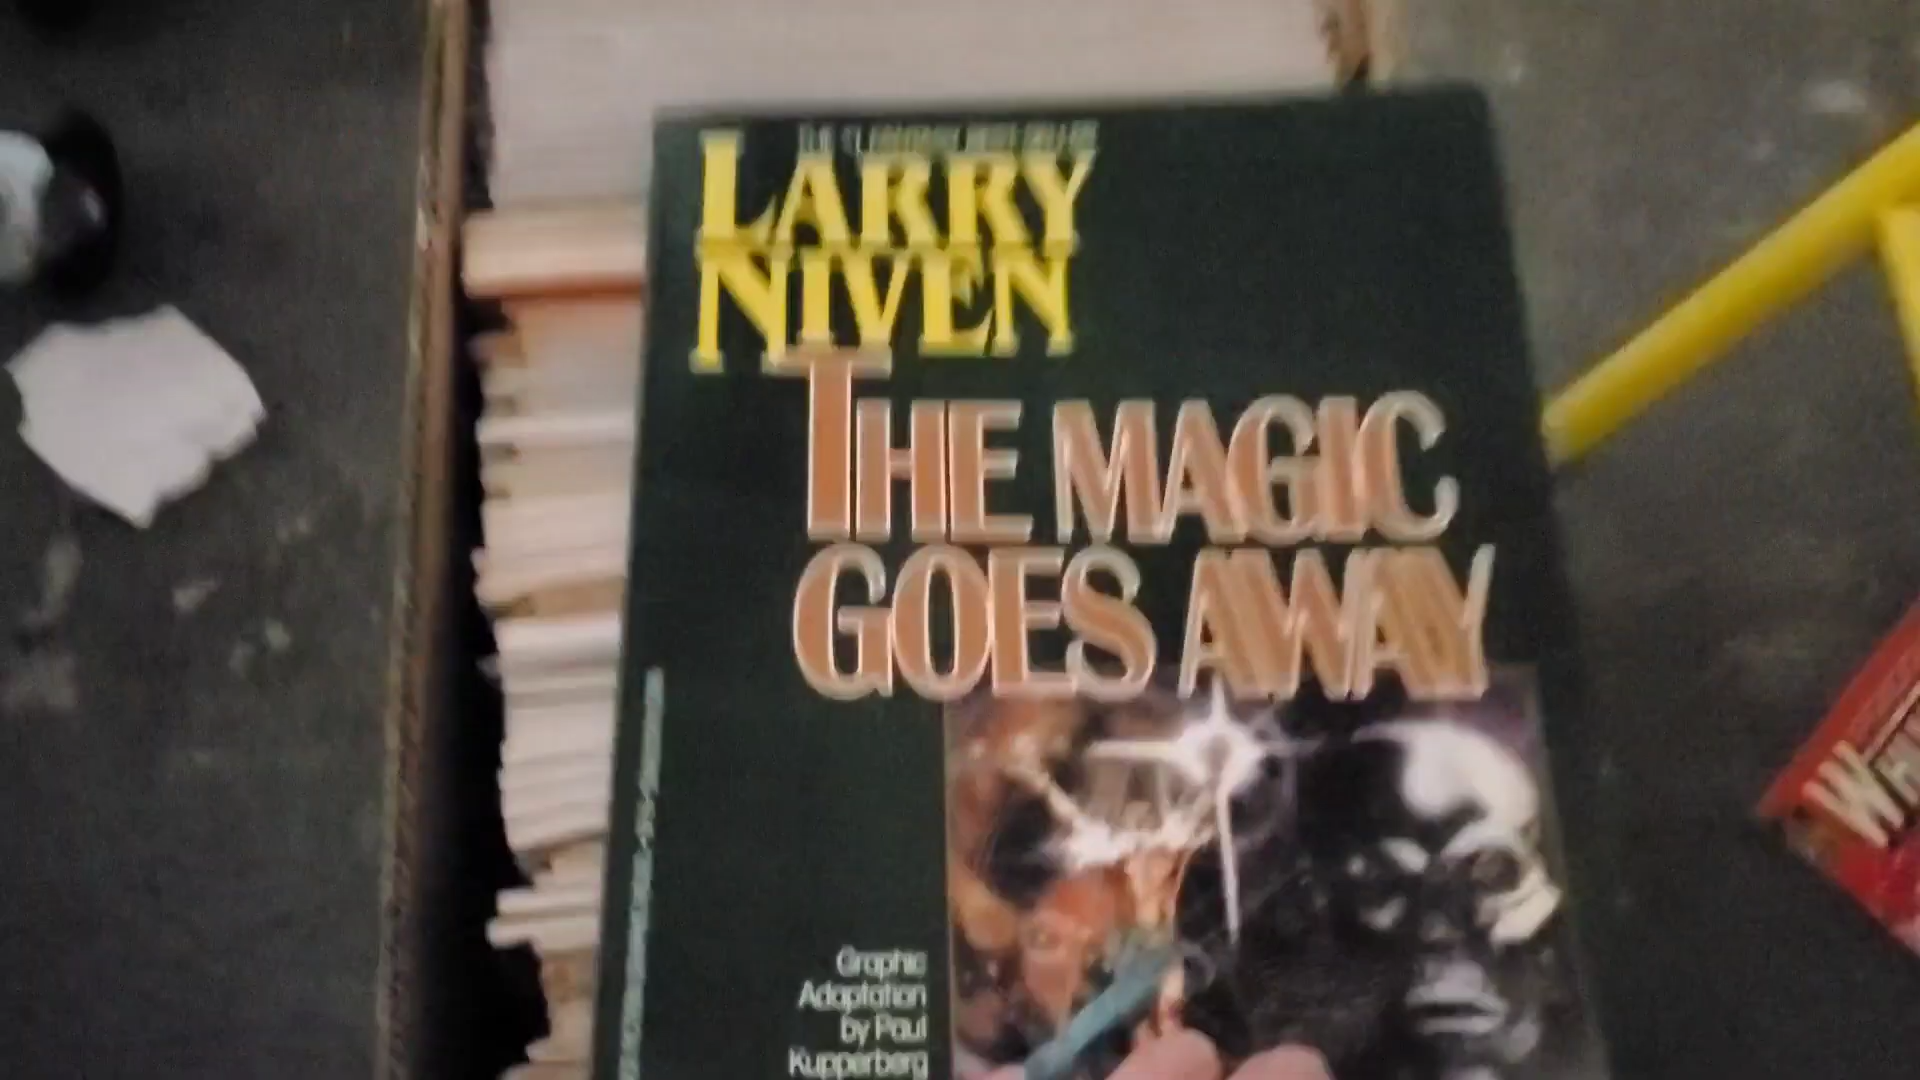 LARRY
NIVEN
THE MAGIC
GOES AWAY
Graphic
Adaptation
by Paul
Kupperberg